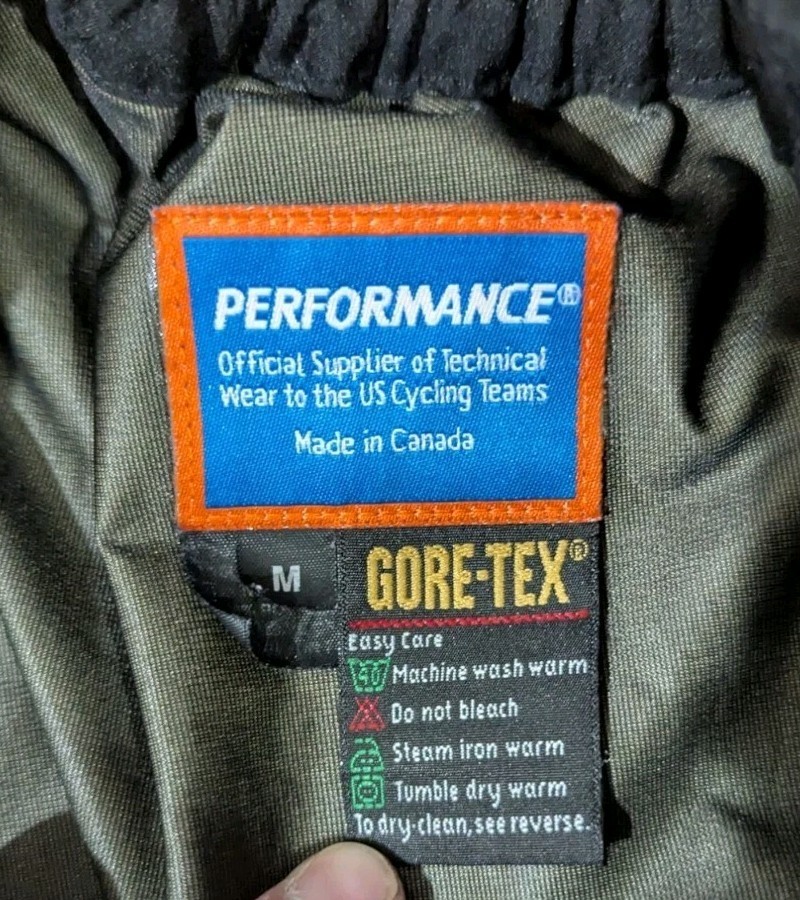 PERFORMANCE®
Official Supplier of Technical
Wear to the US Cycling Teams
Made in Canada
M
GORE-TEX®
Easy Care
40
Machine wash warm
Do not bleach
Steam iron warm
Tumble dry warm
To dry-clean, see reverse.